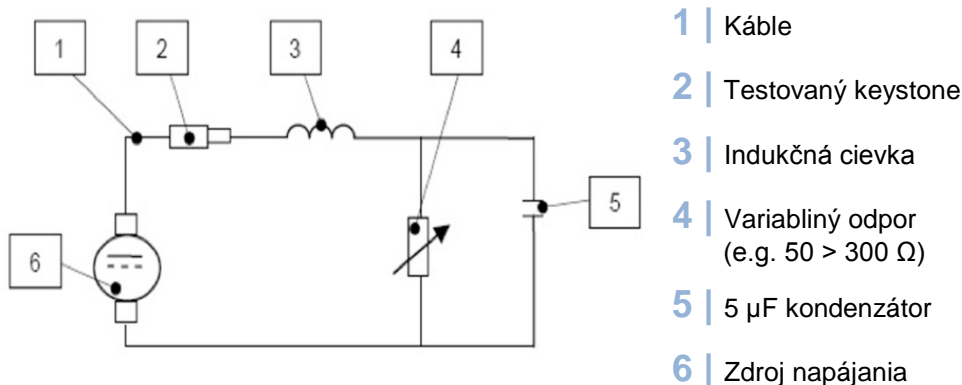 1
2
3
4
5
6
1 | Káble
2 | Testovaný keystone
3 | Indukčná cievka
4 | Variabliný odpor
(e.g. 50 > 300 Ω)
5 | 5 µF kondenzátor
6 | Zdroj napájania